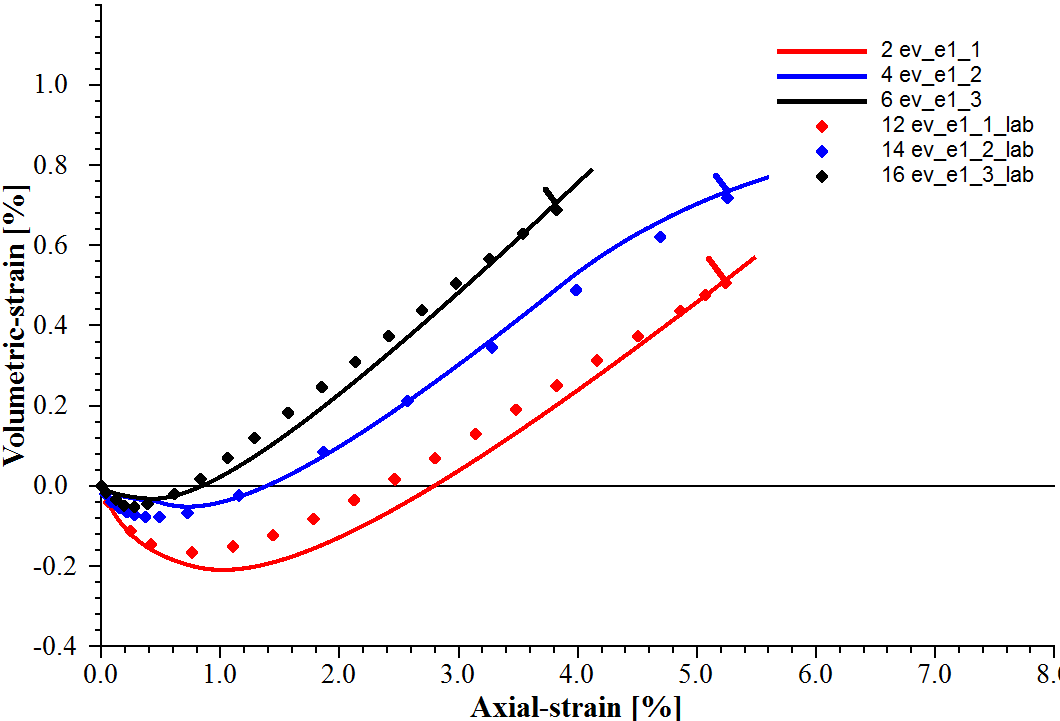 2 ev_e1_1
4 ev_e1_2
6 ev_e1_3
12 ev_e1_1_lab
14 ev_e1_2_lab
16 ev_e1_3_lab
Volumetric-strain [%]
1.0
0.8
0.6
0.4
0.2
0.0
-0.2
-0.4
0.0 1.0 2.0 3.0 4.0 5.0 6.0 7.0 8.0
Axial-strain [%]